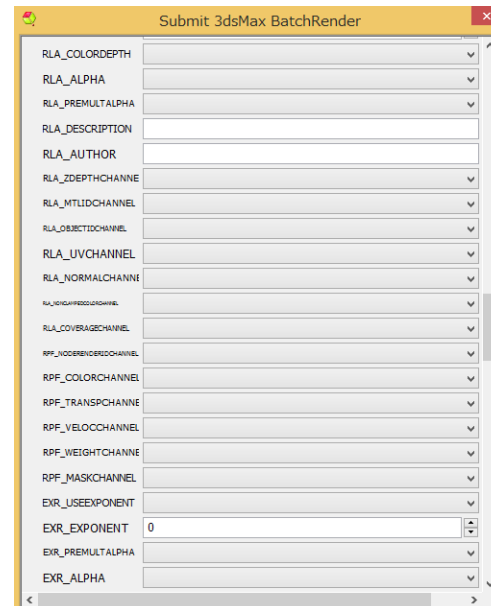 Submit 3dsMax BatchRender
RLA_COLORDEPTH
RLA_ALPHA
RLA_PREMULTALPHA
RLA_DESCRIPTION
RLA_AUTHOR
RLA_ZDEPTHCHANNE
RLA_MTLIDCHANNEL
RLA_OBJECTIDCHANNEL
RLA_UVCHANNEL
RLA_NORMALCHANNE
RLA_NONCLAMPEDCOLORCHANNEL
RLA_COVERAGECHANNEL
RPF_NODERENDERIDCHANNEL
RPF_COLORCHANNEL
RPF_TRANSPCHANNE
RPF_VELOCCHANNEL
RPF_WEIGHTCHANNE
RPF_MASKCHANNEL
EXR_USEEXPONENT
EXR_EXPONENT 0
EXR_PREMULTALPHA
EXR_ALPHA